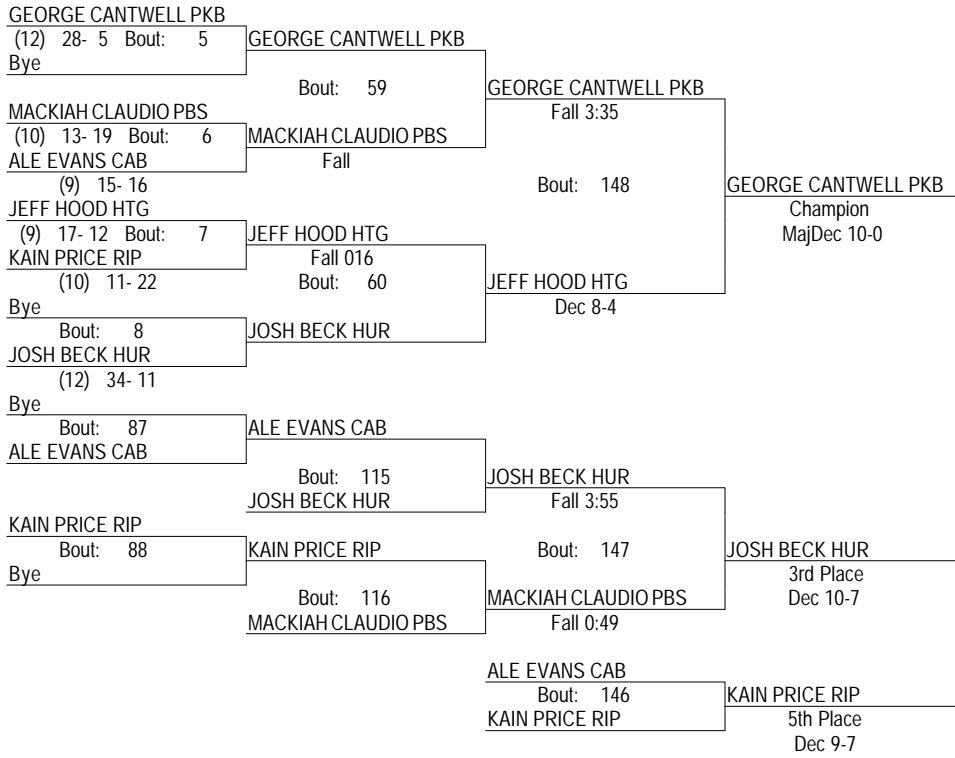 GEORGE CANTWELL PKB
(12) 28- 5 Bout: 5
Bye
GEORGE CANTWELL PKB
Bout: 59
GEORGE CANTWELL PKB
Fall 3:35
MACKIAH CLAUDIO PBS
(10) 13- 19 Bout: 6
ALE EVANS CAB
(9) 15- 16
MACKIAH CLAUDIO PBS
Fall
Bout: 148
GEORGE CANTWELL PKB
Champion
MajDec 10-0
JEFF HOOD HTG
(9) 17- 12 Bout: 7
KAIN PRICE RIP
(10) 11- 22
JEFF HOOD HTG
Fall 016
Bout: 60
JEFF HOOD HTG
Dec 8-4
Bye
Bout: 8
JOSH BECK HUR
(12) 34- 11
JOSH BECK HUR
Bye
Bout: 87
ALE EVANS CAB
ALE EVANS CAB
Bout: 115
JOSH BECK HUR
JOSH BECK HUR
Fall 3:55
KAIN PRICE RIP
Bout: 88
Bye
KAIN PRICE RIP
Bout: 116
MACKIAH CLAUDIO PBS
Bout: 147
MACKIAH CLAUDIO PBS
Fall 0:49
JOSH BECK HUR
3rd Place
Dec 10-7
ALE EVANS CAB
Bout: 146
KAIN PRICE RIP
KAIN PRICE RIP
5th Place
Dec 9-7